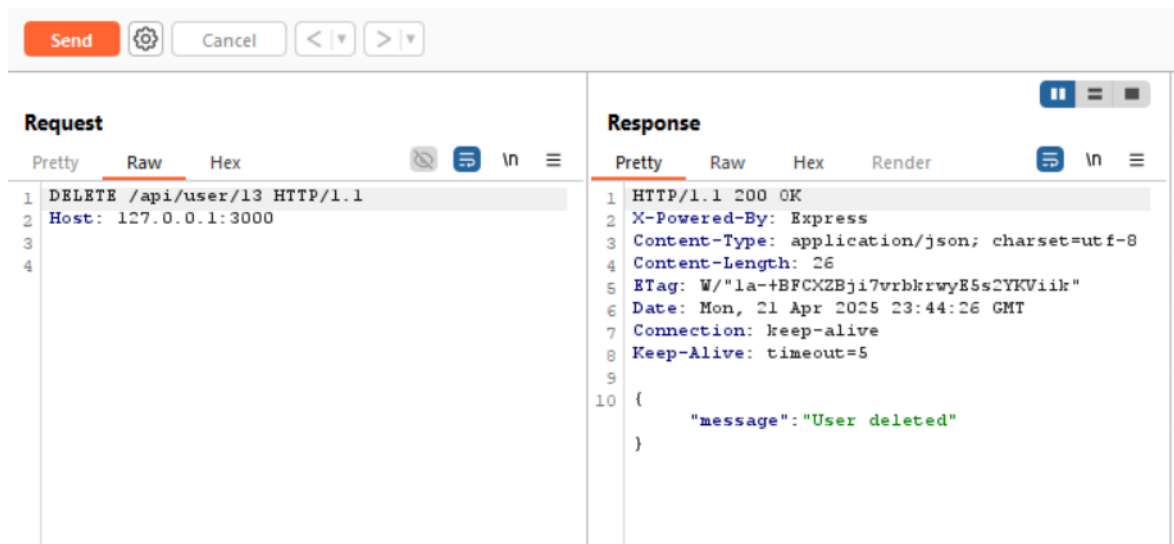 Send
Cancel
Request
Pretty Raw Hex
\n
1 DELETE /api/user/13 HTTP/1.1
2 Host: 127.0.0.1:3000
3
4
Response
Pretty Raw Hex Render
\n
1 HTTP/1.1 200 OK
2 X-Powered-By: Express
3 Content-Type: application/json; charset=utf-8
4 Content-Length: 26
5 ETag: W/"1a-+BFCXZBji7vrbkrwyE5s2YKViik"
6 Date: Mon, 21 Apr 2025 23:44:26 GMT
7 Connection: keep-alive
8 Keep-Alive: timeout=5
9
10 {
"message":"User deleted"
}